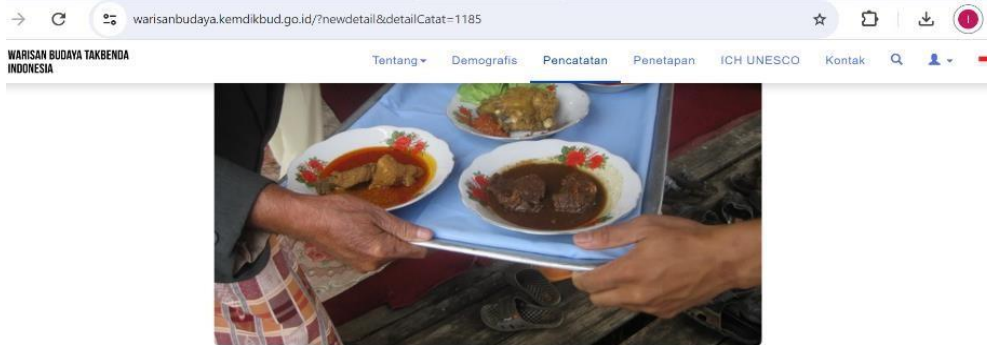 warisanbudaya.kemdikbud.go.id/?newdetail&detailCatat=1185
WARISAN BUDAYA TAKBENDA
INDONESIA
Tentang Demografis Pencatatan Penetapan ICH UNESCO Kontak